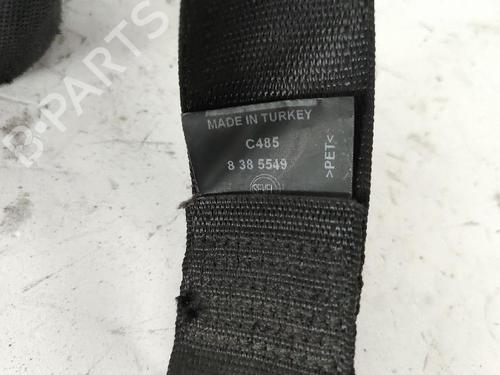 MADE IN TURKEY
C485
8 38 5549
>PET<
B-PARTS